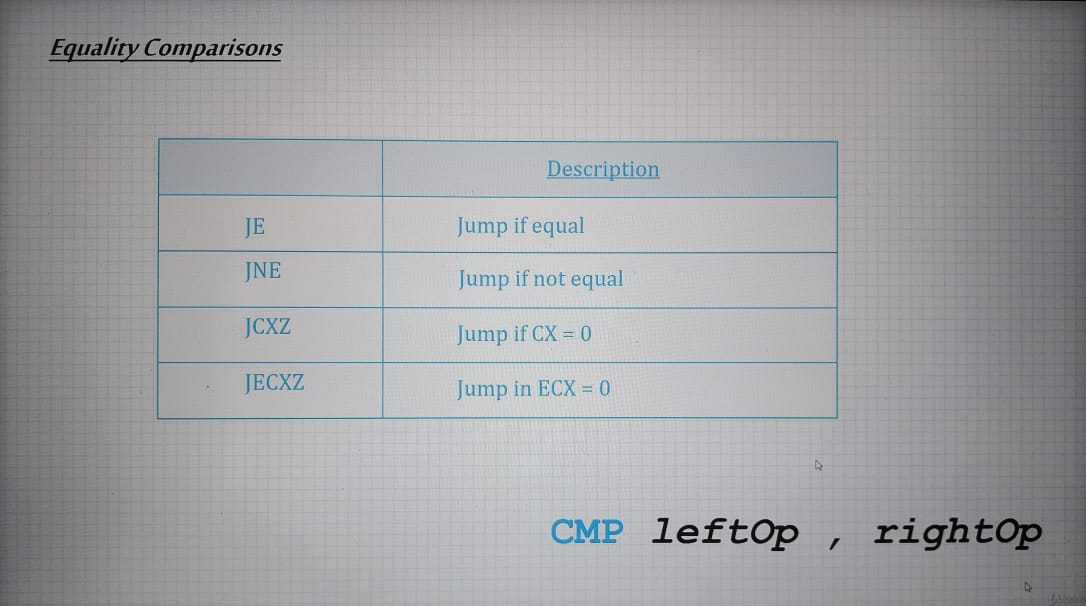 Equality Comparisons
Description
JE Jump if equal
JNE Jump if not equal
JCXZ Jump if CX = 0
JECXZ Jump in ECX = 0
CMP leftOp , rightOp